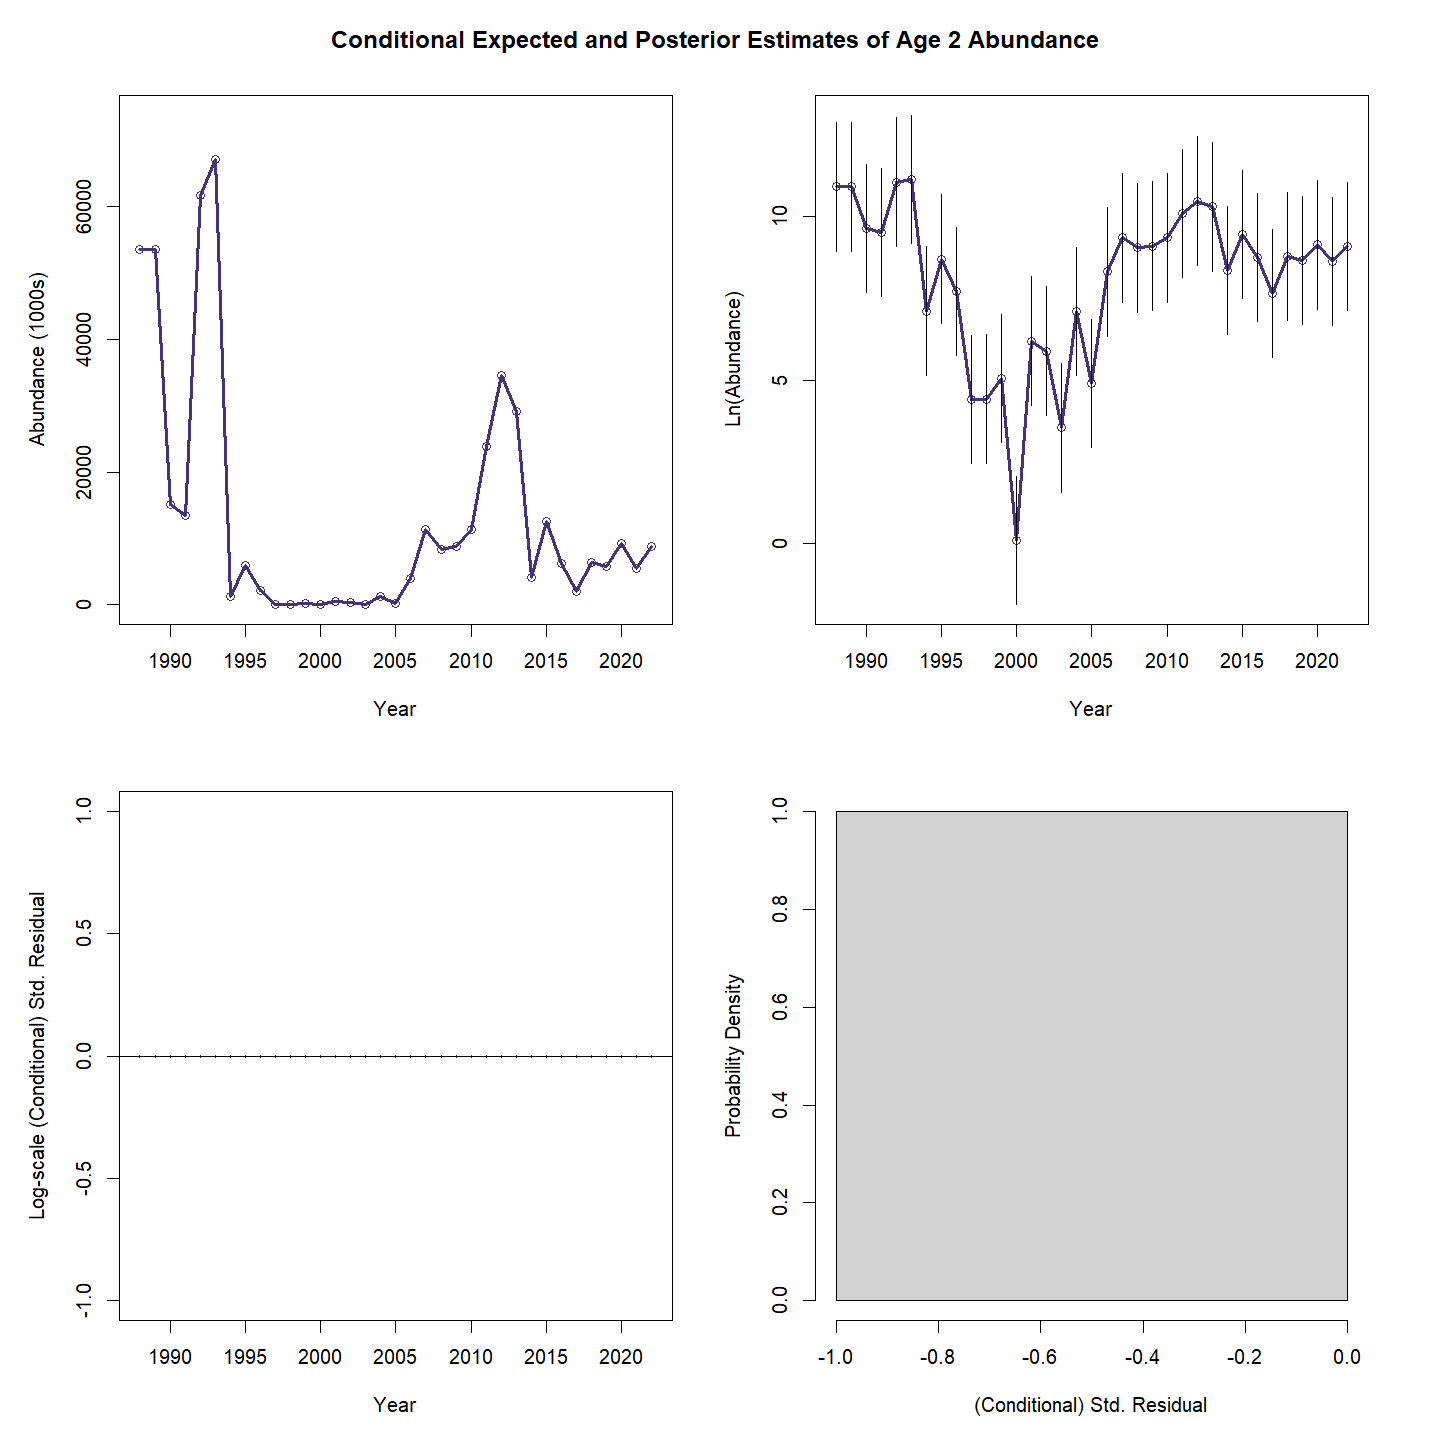 Conditional Expected and Posterior Estimates of Age 2 Abundance
Abundance (1000s)
60000
40000
20000
0
1990 1995 2000 2005 2010 2015 2020
Year
Ln(Abundance)
10
5
0
1990 1995 2000 2005 2010 2015 2020
Year
Log-scale (Conditional) Std. Residual
1.0
0.5
0.0
-0.5
-1.0
1990 1995 2000 2005 2010 2015 2020
Year
Probability Density
1.0
0.8
0.6
0.4
0.2
0.0
-1.0 -0.8 -0.6 -0.4 -0.2 0.0
(Conditional) Std. Residual